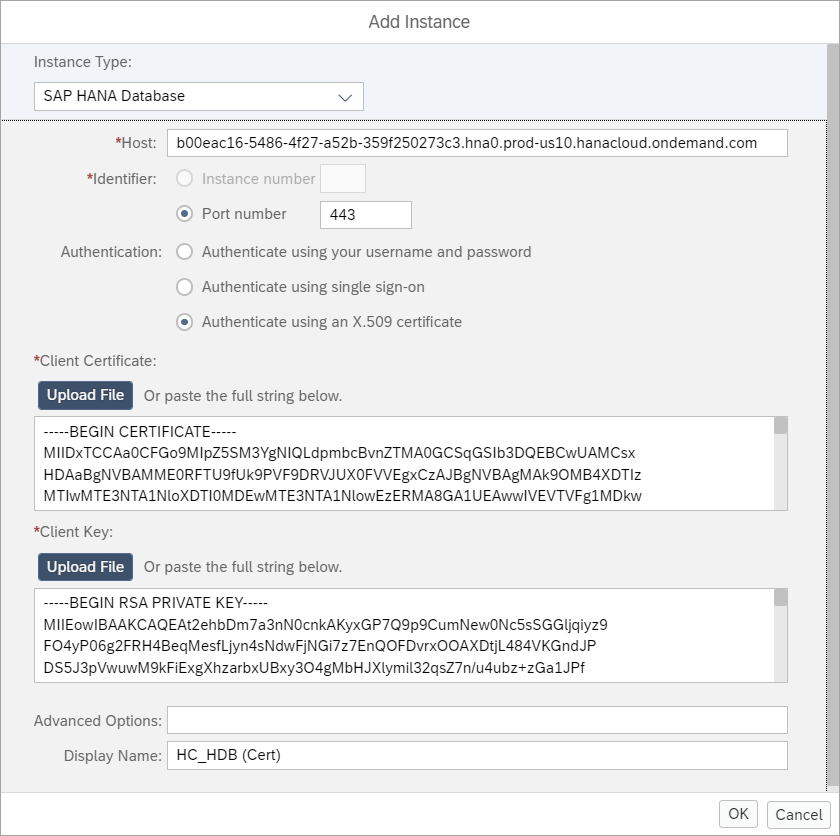 Add Instance
Instance Type:
SAP HANA Database
*Host: b00eac16-5486-4f27-a52b-359f250273c3.hna0.prod-us10.hanacloud.ondemand.com
*Identifier: Instance number
Port number 443
Authentication: Authenticate using your username and password
Authenticate using single sign-on
Authenticate using an X.509 certificate
*Client Certificate:
Upload File Or paste the full string below.
-----BEGIN CERTIFICATE-----
MIIDxTCCAa0CFGo9MIpZ5SM3YgNIQLdpmbcBvnZTMA0GCSqGSIb3DQEBCwUAMCsx
HDAaBgNVBAMME0RFTU9fUk9PVF9DRVJUX0FVVEgxCzAJBgNVBAgMAk9OMB4XDTIz
MTIwMTE3NTA1NloXDTI0MDEwMTE3NTA1NlowEzERMA8GA1UEAwwIVEVTVFg1MDkw
*Client Key:
Upload File Or paste the full string below.
-----BEGIN RSA PRIVATE KEY-----
MIIEowIBAAKCAQEAt2ehbDm7a3nN0cnkAKyxGP7Q9p9CumNew0Nc5sSGGljqiyz9
FO4yP06g2FRH4BeqMesfLjyn4sNdwFjNGi7z7EnQOFDvrxOOAXDtjL484VKGndJP
DS5J3pVwuwM9kFiExgXhzarbxUBxy3O4gMbHJXlymil32qsZ7n/u4ubz+zGa1JPf
Advanced Options:
Display Name: HC_HDB (Cert)
OK Cancel